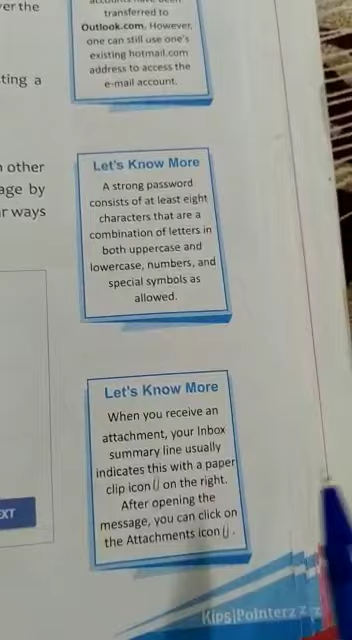 ver the
transferred to
Outlook.com. However,
one can still use one's
existing hotmail.com
address to access the
e-mail account.
ting a
Let's Know More
other
A strong password
age by
consists of at least eight
r ways
characters that are a
combination of letters in
both uppercase and
lowercase, numbers, and
special symbols as
allowed.
Let's Know More
When you receive an
attachment, your Inbox
summary line usually
indicates this with a paper
clip icon on the right.
After opening the
EXT
message, you can click on
the Attachments icon .
Kips|Pointerz